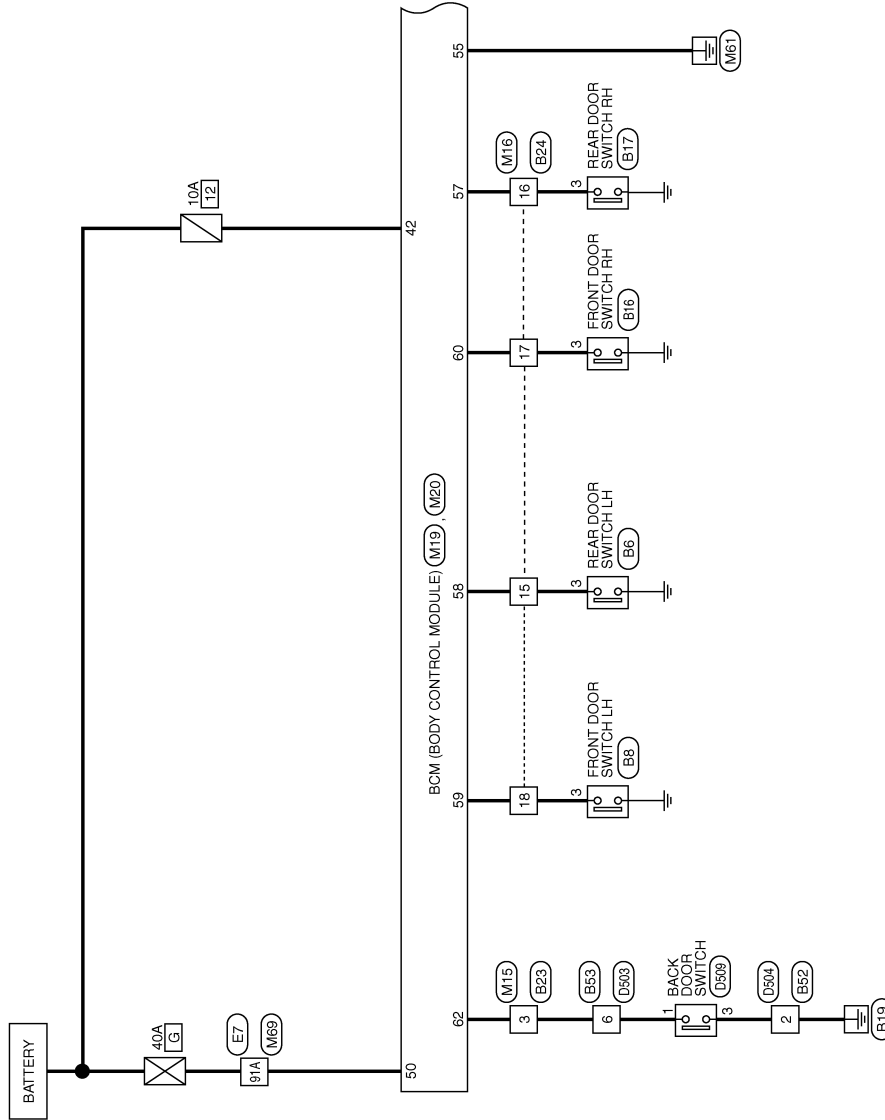 BATTERY
40A
G
E7
91A
M69
10A
12
50
42
BCM (BODY CONTROL MODULE) M19 , M20
62
59
58
60
57
55
3
M15
B23
6
B53
D503
1
BACK
DOOR
SWITCH
D509
3
2
D504
B52
B19
18
3
FRONT DOOR
SWITCH LH
B8
15
3
REAR DOOR
SWITCH LH
B6
17
3
FRONT DOOR
SWITCH RH
B16
16
M16
B24
3
REAR DOOR
SWITCH RH
B17
M61